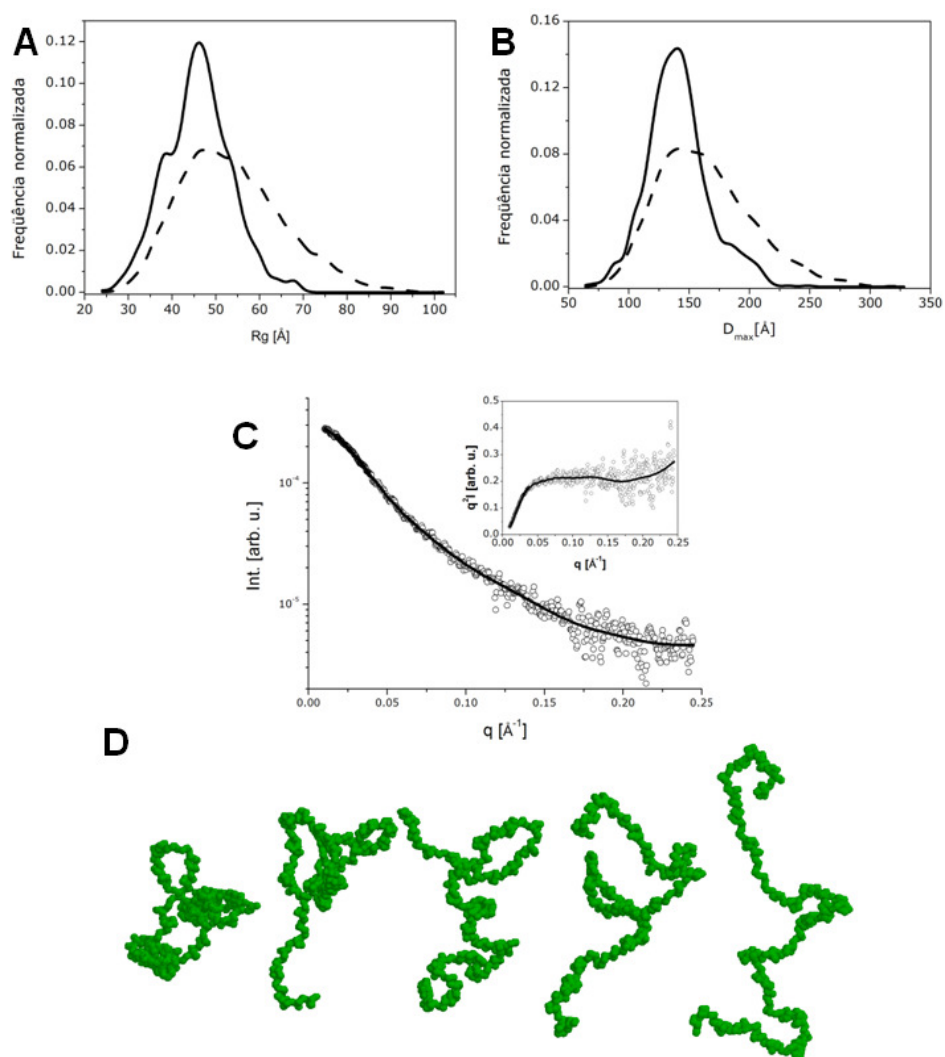 A
Freqüência normalizada
0.12
0.10
0.08
0.06
0.04
0.02
0.00
20 30 40 50 60 70 80 90 100
Rg [Å]
B
Freqüência normalizada
0.16
0.12
0.08
0.04
0.00
50 100 150 200 250 300 350
Dmax[Å]
C
Int. [arb. u.]
10-4
10-5
0.00 0.05 0.10 0.15 0.20 0.25
q [Å-1]
q2I [arb. u.]
0.5
0.4
0.3
0.2
0.1
0.0
0.00 0.05 0.10 0.15 0.20 0.25
q [Å-1]
D